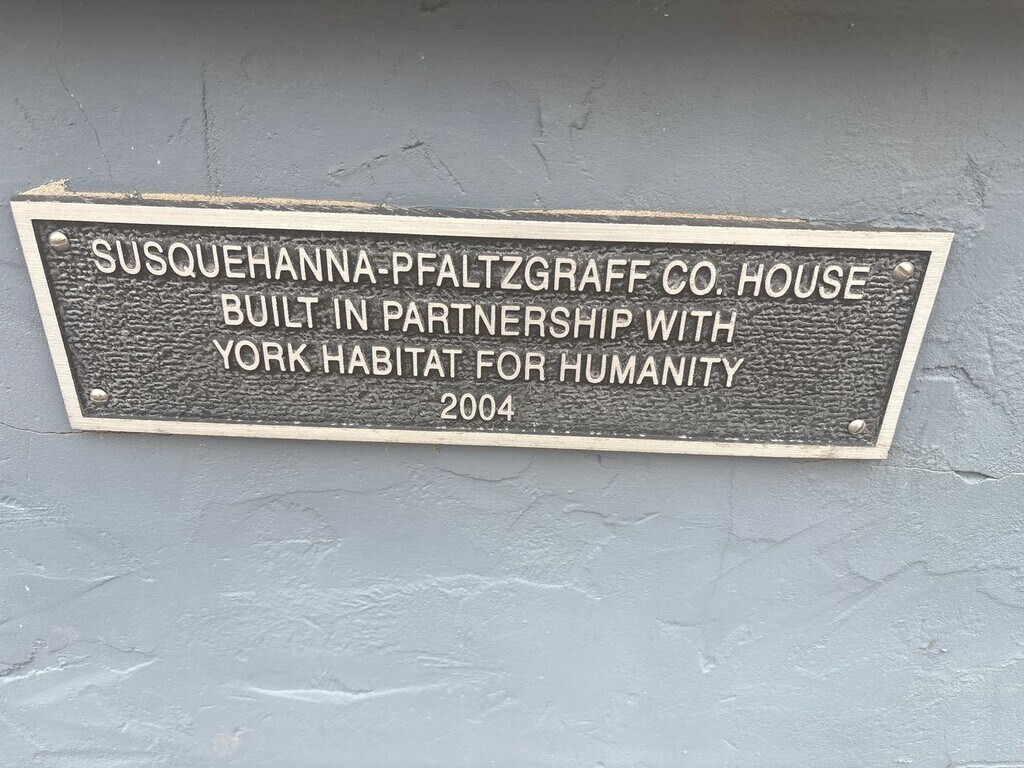 SUSQUEHANNA-PFALTZGRAFF CO. HOUSE
BUILT IN PARTNERSHIP WITH
YORK HABITAT FOR HUMANITY
2004